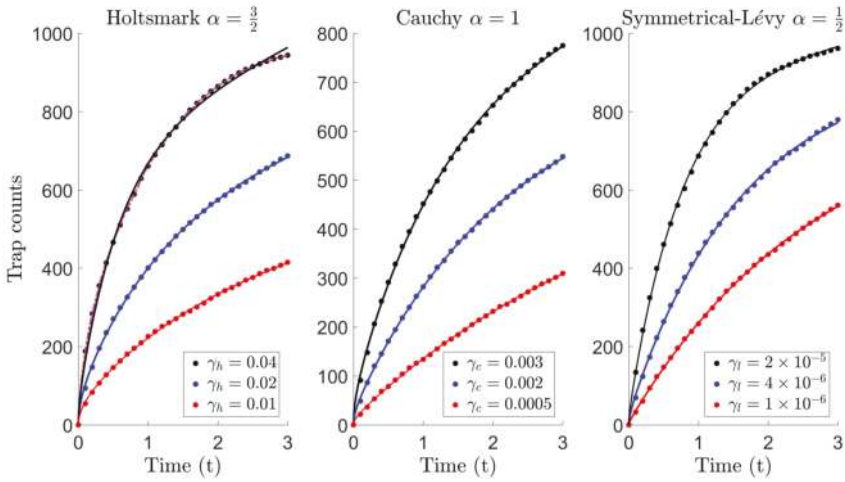 Holtsmark α = 3/2
Cauchy α = 1
Symmetrical-Lévy α = 1/2
Trap counts
1000
800
600
400
200
0
0 1 2 3
Time (t)
γₕ = 0.04
γₕ = 0.02
γₕ = 0.01
800
700
600
500
400
300
200
100
0
0 1 2 3
Time (t)
γ꜀ = 0.003
γ꜀ = 0.002
γ꜀ = 0.0005
1000
800
600
400
200
0
0 1 2 3
Time (t)
γₗ = 2 × 10⁻⁵
γₗ = 4 × 10⁻⁶
γₗ = 1 × 10⁻⁶